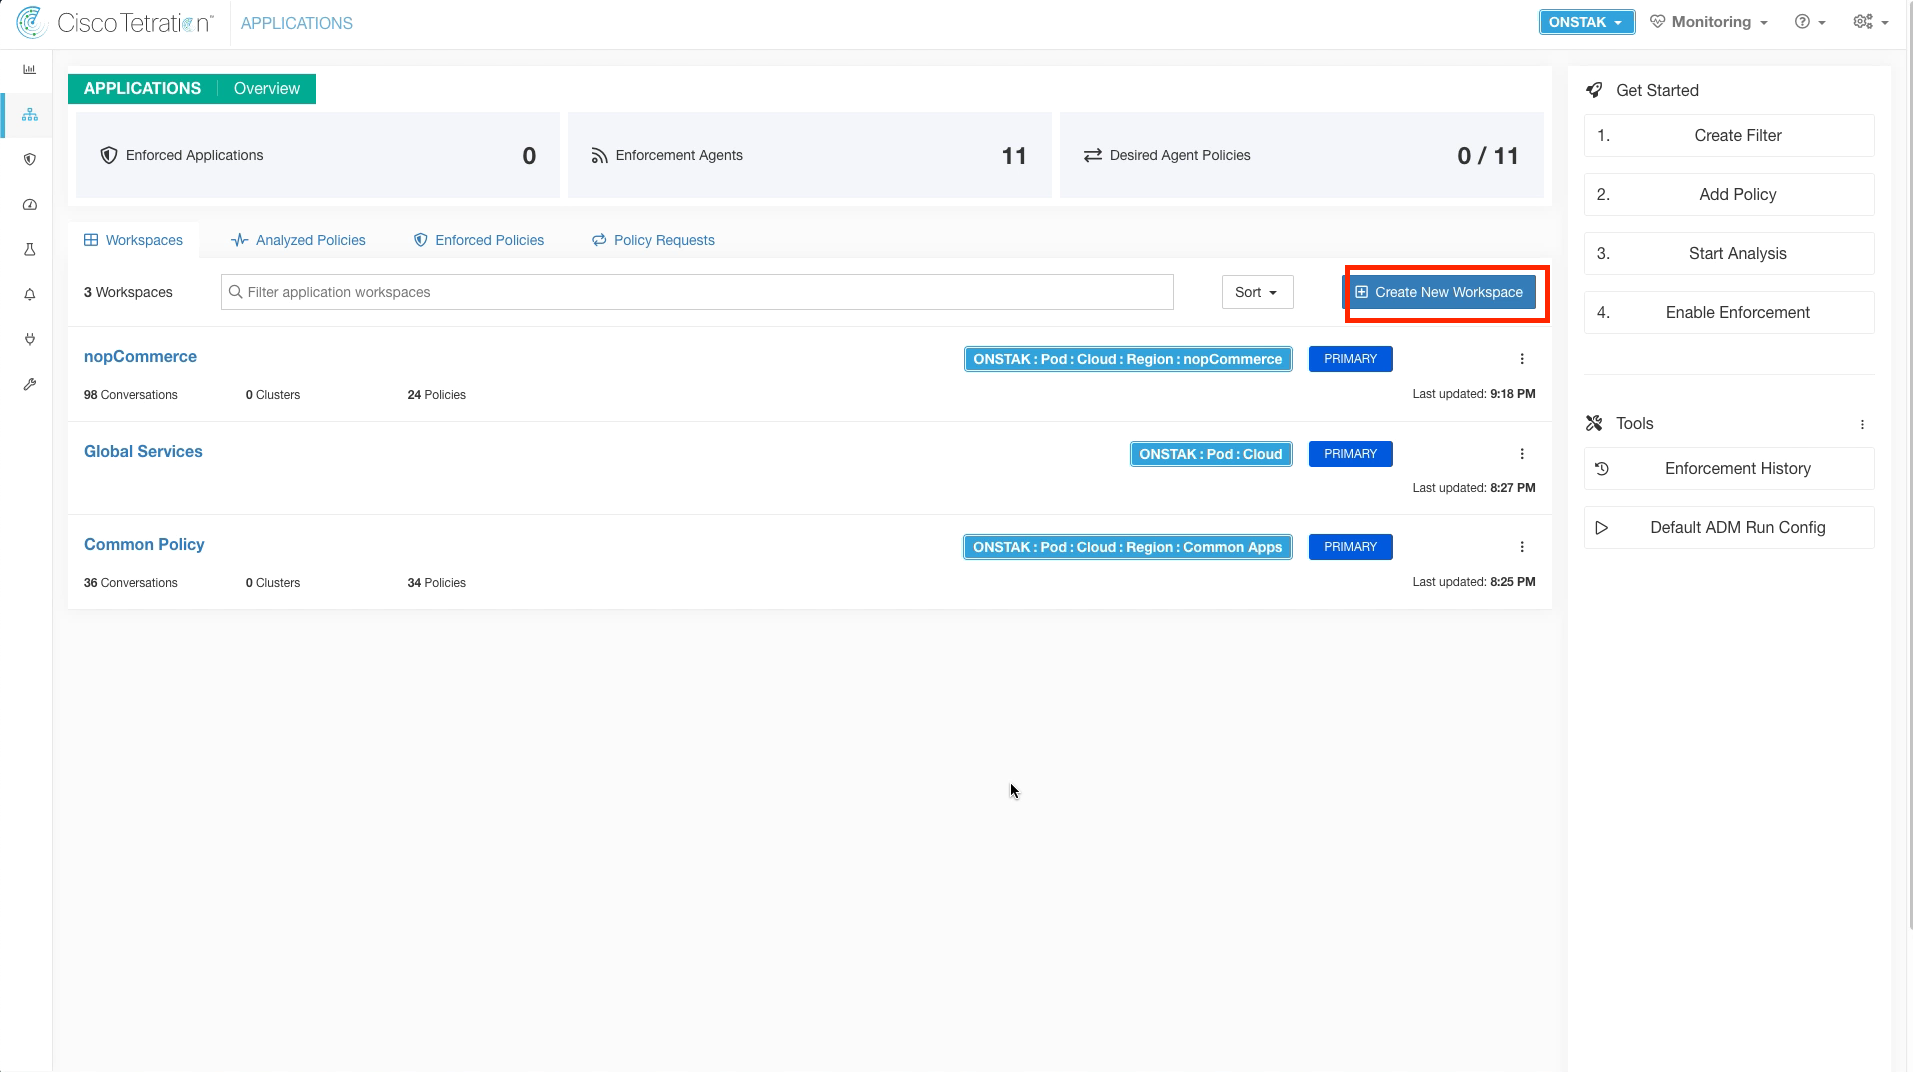 Cisco Tetration™
APPLICATIONS
ONSTAK
Monitoring
APPLICATIONS
Overview
Enforced Applications 0
Enforcement Agents 11
Desired Agent Policies 0 / 11
Workspaces
Analyzed Policies
Enforced Policies
Policy Requests
3 Workspaces
Filter application workspaces
Sort
Create New Workspace
nopCommerce
ONSTAK : Pod : Cloud : Region : nopCommerce
PRIMARY
98 Conversations
0 Clusters
24 Policies
Last updated: 9:18 PM
Global Services
ONSTAK : Pod : Cloud
PRIMARY
Last updated: 8:27 PM
Common Policy
ONSTAK : Pod : Cloud : Region : Common Apps
PRIMARY
36 Conversations
0 Clusters
34 Policies
Last updated: 8:25 PM
Get Started
1. Create Filter
2. Add Policy
3. Start Analysis
4. Enable Enforcement
Tools
Enforcement History
Default ADM Run Config